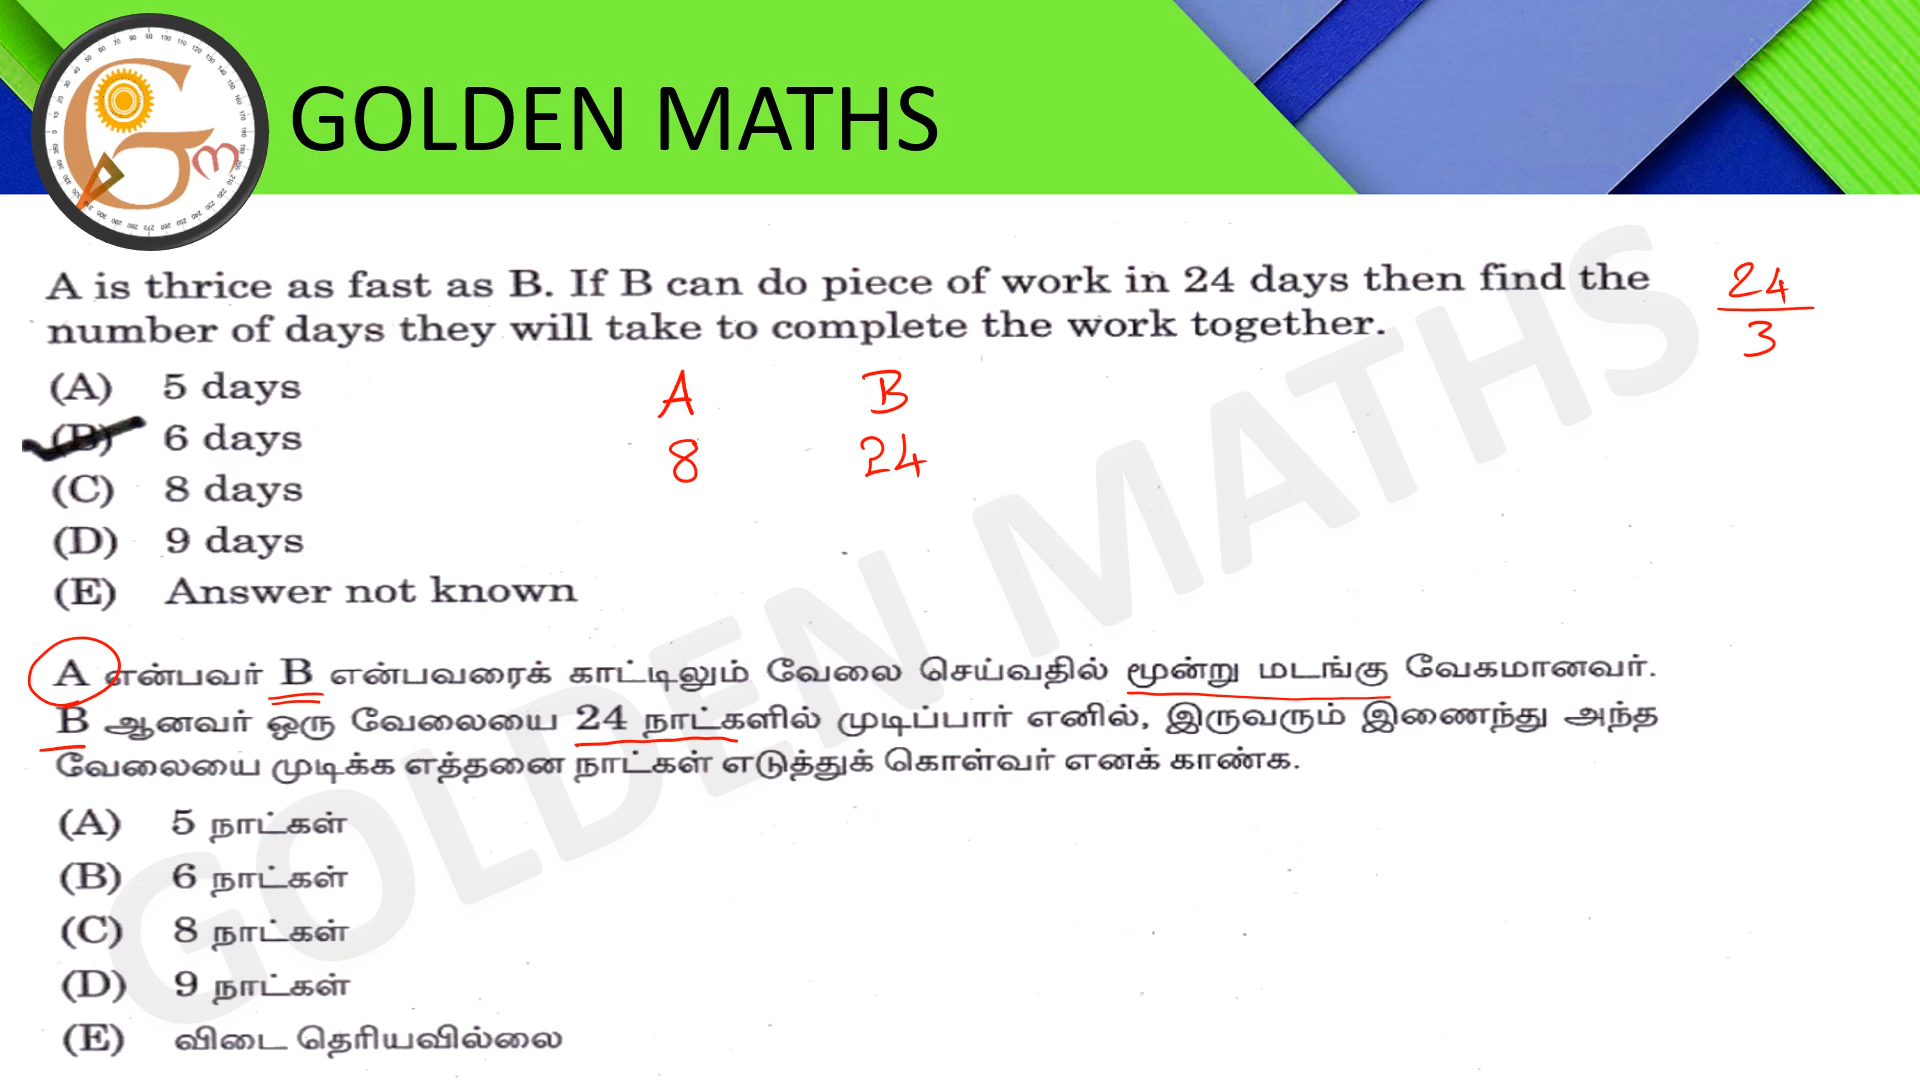 GOLDEN MATHS
A is thrice as fast as B. If B can do piece of work in 24 days then find the
number of days they will take to complete the work together.
24
3
(A) 5 days
(B) 6 days
(C) 8 days
(D) 9 days
(E) Answer not known
A B
8 24
A என்பவர் B என்பவரைக் காட்டிலும் வேலை செய்வதில் மூன்று மடங்கு வேகமானவர்.
B ஆனவர் ஒரு வேலையை 24 நாட்களில் முடிப்பார் எனில், இருவரும் இணைந்து அந்த
வேலையை முடிக்க எத்தனை நாட்கள் எடுத்துக் கொள்வர் எனக் காண்க.
(A) 5 நாட்கள்
(B) 6 நாட்கள்
(C) 8 நாட்கள்
(D) 9 நாட்கள்
(E) விடை தெரியவில்லை
GOLDEN MATHS